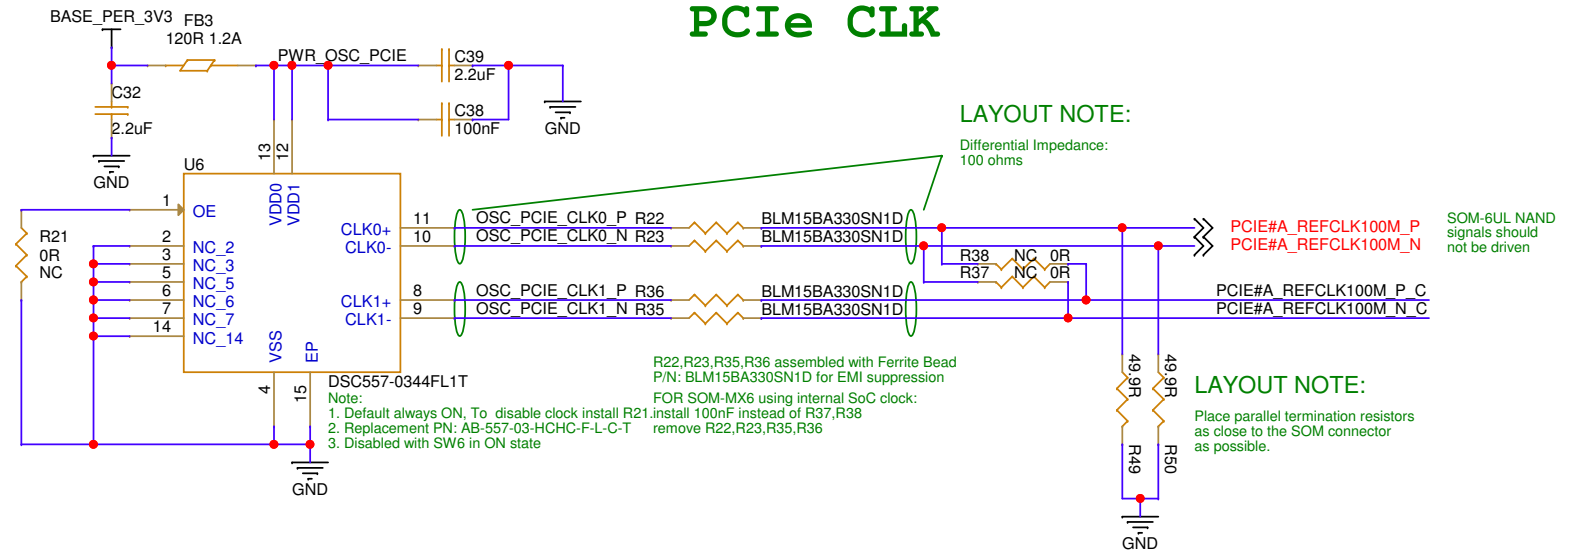 PCIe CLK
BASE_PER_3V3
FB3
120R 1.2A
PWR_OSC_PCIE
C39
2.2uF
C38
100nF
GND
C32
2.2uF
GND
LAYOUT NOTE:
Differential Impedance:
100 ohms
U6
13
12
VDD0
VDD1
1
OE
R21
0R
NC
2
NC_2
3
NC_3
5
NC_5
6
NC_6
7
NC_7
14
NC_14
VSS
EP
4
15
CLK0+
CLK0-
CLK1+
CLK1-
11
10
8
9
OSC_PCIE_CLK0_P R22
BLM15BA330SN1D
OSC_PCIE_CLK0_N R23
BLM15BA330SN1D
PCIE#A_REFCLK100M_P
PCIE#A_REFCLK100M_N
SOM-6UL NAND
signals should
not be driven
R38 NC 0R
R37 NC 0R
OSC_PCIE_CLK1_P R36
BLM15BA330SN1D
OSC_PCIE_CLK1_N R35
BLM15BA330SN1D
PCIE#A_REFCLK100M_P_C
PCIE#A_REFCLK100M_N_C
DSC557-0344FL1T
Note:
1. Default always ON, To disable clock install R21.
2. Replacement PN: AB-557-03-HCHC-F-L-C-T
3. Disabled with SW6 in ON state
GND
R22,R23,R35,R36 assembled with Ferrite Bead
P/N: BLM15BA330SN1D for EMI suppression
FOR SOM-MX6 using internal SoC clock:
install 100nF instead of R37,R38
remove R22,R23,R35,R36
49.9R
49.9R
R49
R50
GND
LAYOUT NOTE:
Place parallel termination resistors
as close to the SOM connector
as possible.